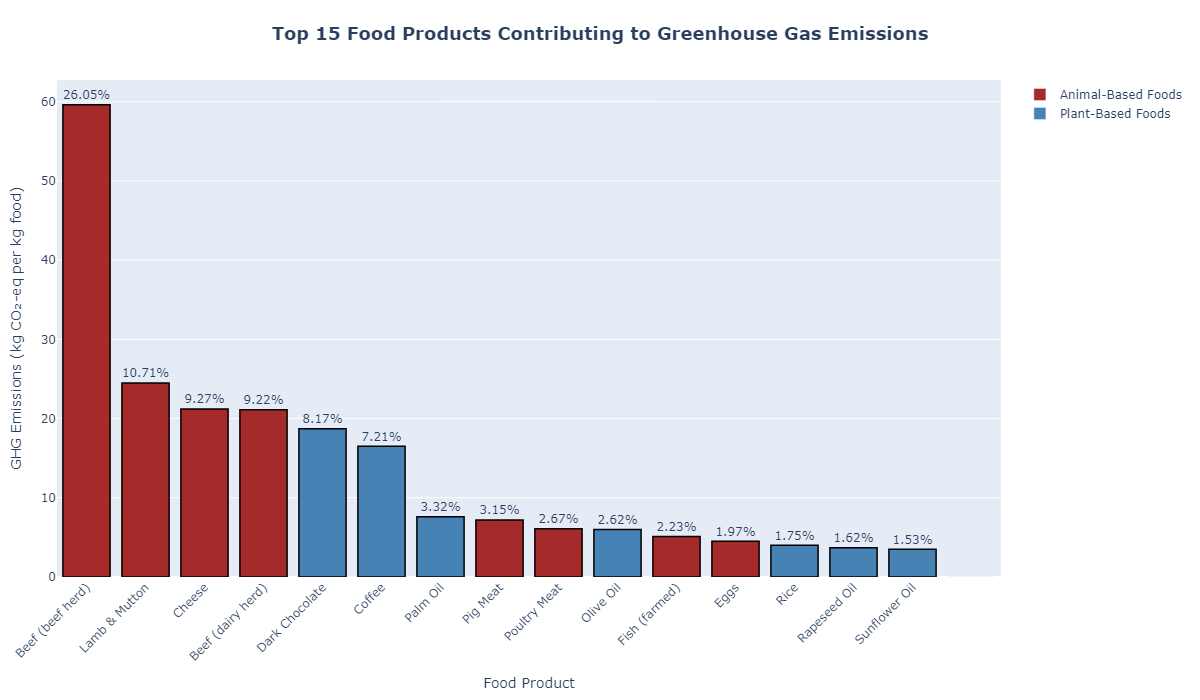 Top 15 Food Products Contributing to Greenhouse Gas Emissions
Animal-Based Foods
Plant-Based Foods
GHG Emissions (kg CO₂-eq per kg food)
60
50
40
30
20
10
0
26.05%
10.71%
9.27%
9.22%
8.17%
7.21%
3.32%
3.15%
2.67%
2.62%
2.23%
1.97%
1.75%
1.62%
1.53%
Beef (beef herd)
Lamb & Mutton
Cheese
Beef (dairy herd)
Dark Chocolate
Coffee
Palm Oil
Pig Meat
Poultry Meat
Olive Oil
Fish (farmed)
Eggs
Rice
Rapeseed Oil
Sunflower Oil
Food Product